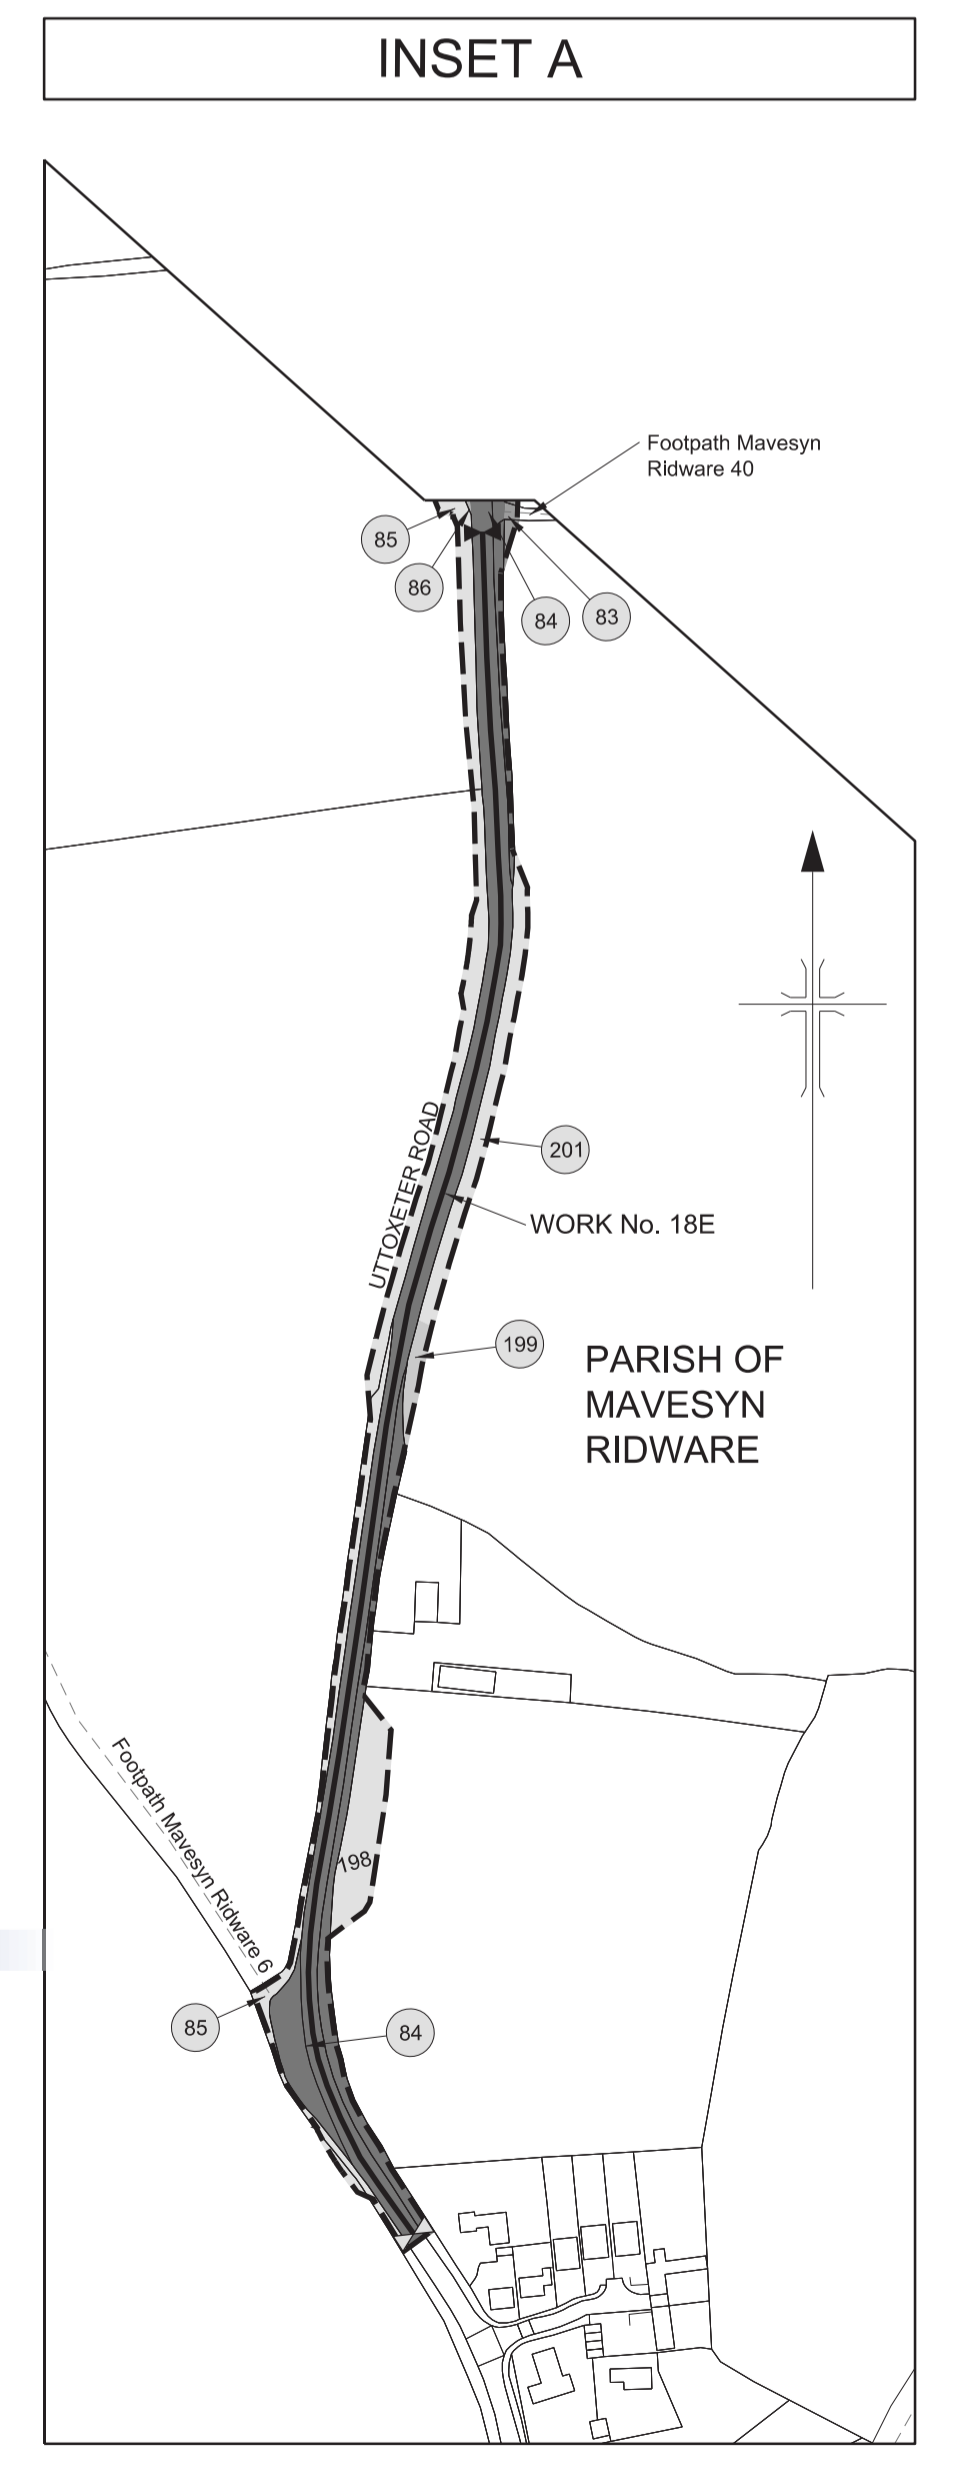 INSET A
Footpath Mavesyn
Ridware 40
85
86
84
83
UTTOXETER ROAD
201
WORK No. 18E
199
PARISH OF
MAVESYN
RIDWARE
Footpath Mavesyn Ridware 6
198
85
84